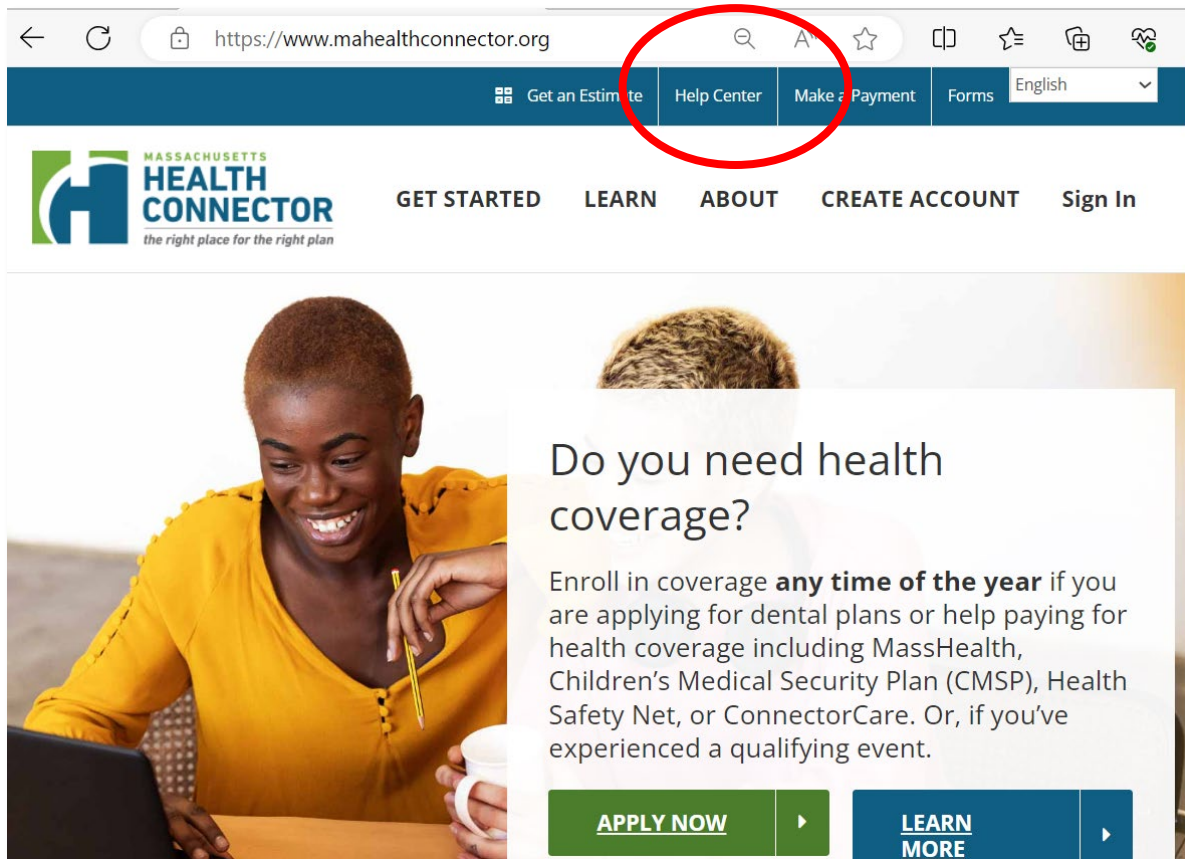 https://www.mahealthconnector.org
Get an Estimate Help Center Make a Payment Forms English
MASSACHUSETTS
HEALTH
CONNECTOR
the right place for the right plan
GET STARTED LEARN ABOUT CREATE ACCOUNT Sign In
Do you need health
coverage?
Enroll in coverage any time of the year if you
are applying for dental plans or help paying for
health coverage including MassHealth,
Children’s Medical Security Plan (CMSP), Health
Safety Net, or ConnectorCare. Or, if you’ve
experienced a qualifying event.
APPLY NOW
LEARN
MORE